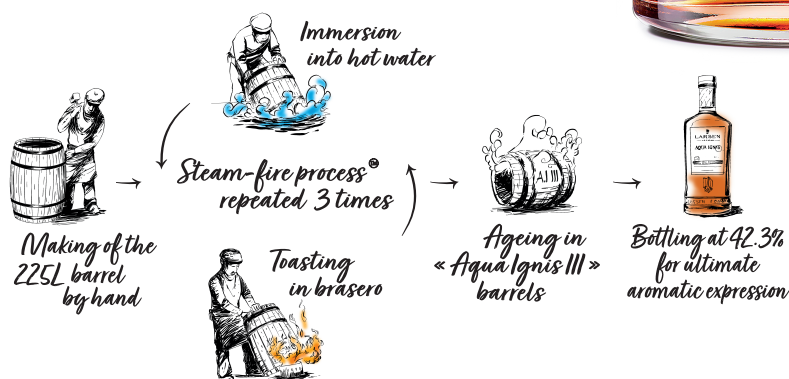 Making of the
225L barrel
by hand
Immersion
into hot water
Steam-fire process
repeated 3 times
Toasting
in brasero
AI III
Ageing in
« Aqua Ignis III »
barrels
LARSEN
AQUA IGNIS
Bottling at 42.3%
for ultimate
aromatic expression